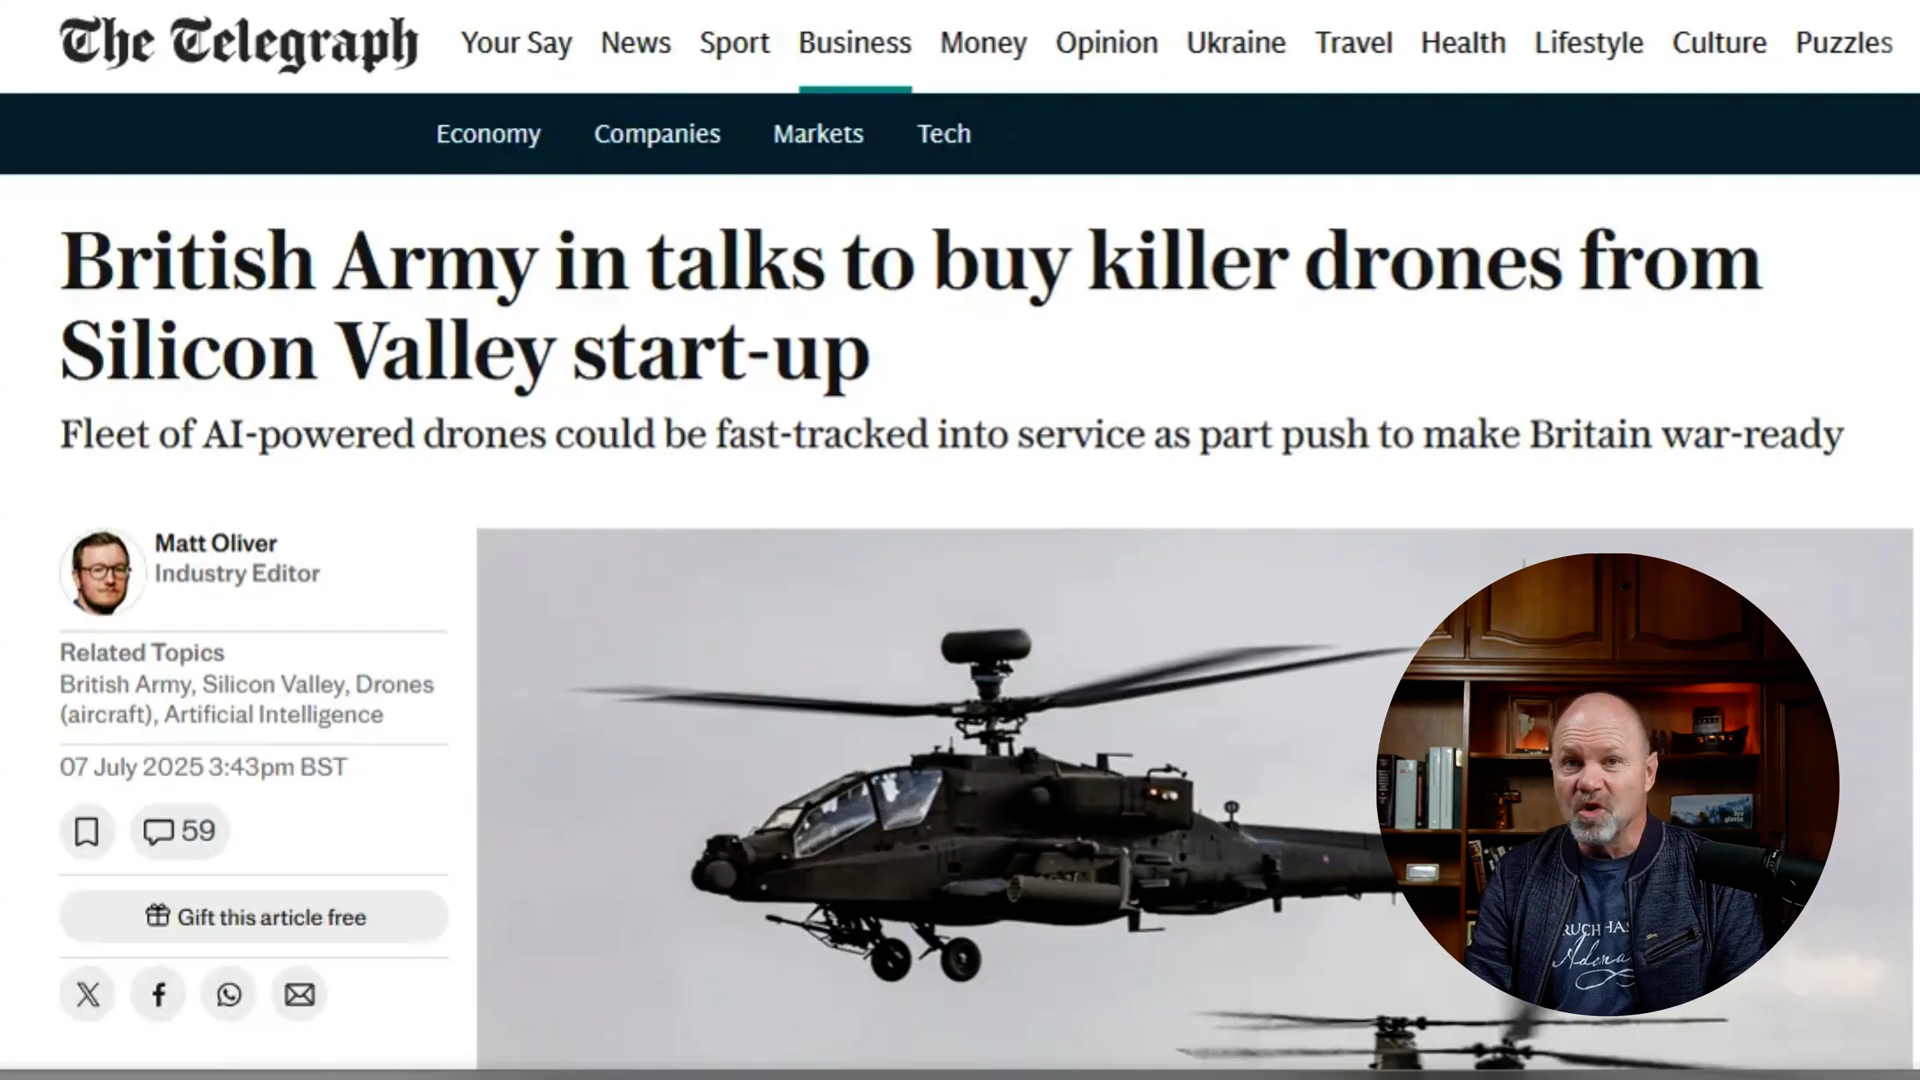 The Telegraph
Your Say News Sport Business Money Opinion Ukraine Travel Health Lifestyle Culture Puzzles
Economy Companies Markets Tech
British Army in talks to buy killer drones from
Silicon Valley start-up
Fleet of AI-powered drones could be fast-tracked into service as part push to make Britain war-ready
Matt Oliver
Industry Editor
Related Topics
British Army, Silicon Valley, Drones
(aircraft), Artificial Intelligence
07 July 2025 3:43pm BST
59
Gift this article free
RUCH HAS